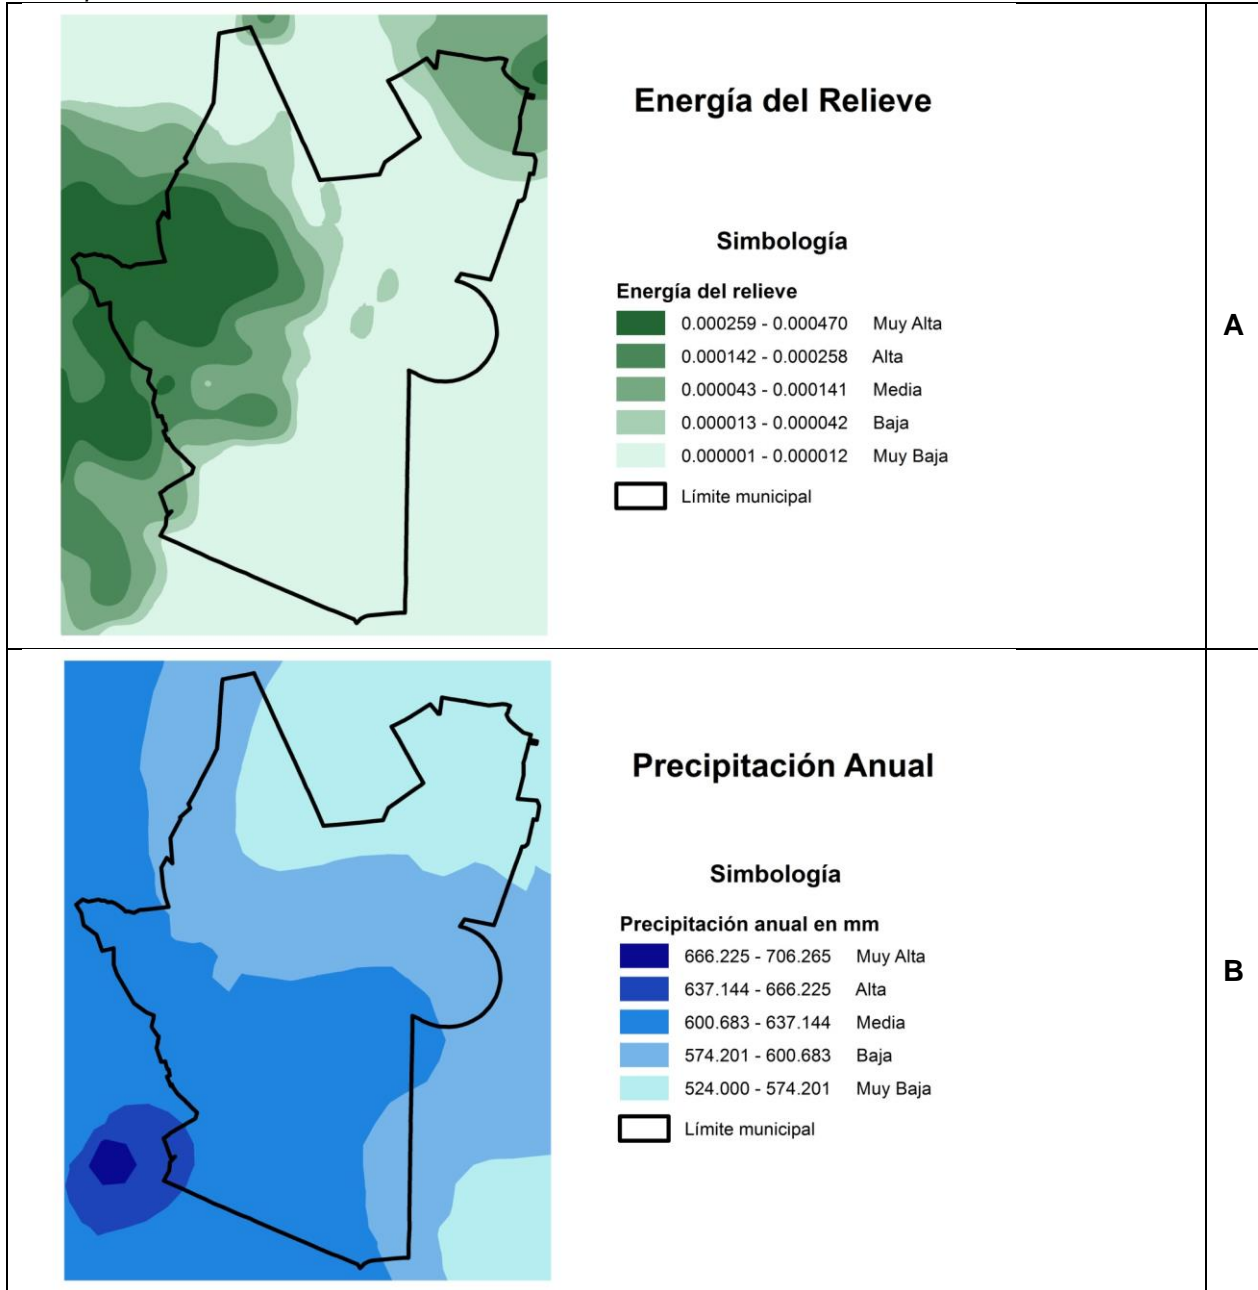 Energía del Relieve
Simbología
Energía del relieve
0.000259 - 0.000470 Muy Alta
0.000142 - 0.000258 Alta
0.000043 - 0.000141 Media
0.000013 - 0.000042 Baja
0.000001 - 0.000012 Muy Baja
Límite municipal
A
Precipitación Anual
Simbología
Precipitación anual en mm
666.225 - 706.265 Muy Alta
637.144 - 666.225 Alta
600.683 - 637.144 Media
574.201 - 600.683 Baja
524.000 - 574.201 Muy Baja
Límite municipal
B